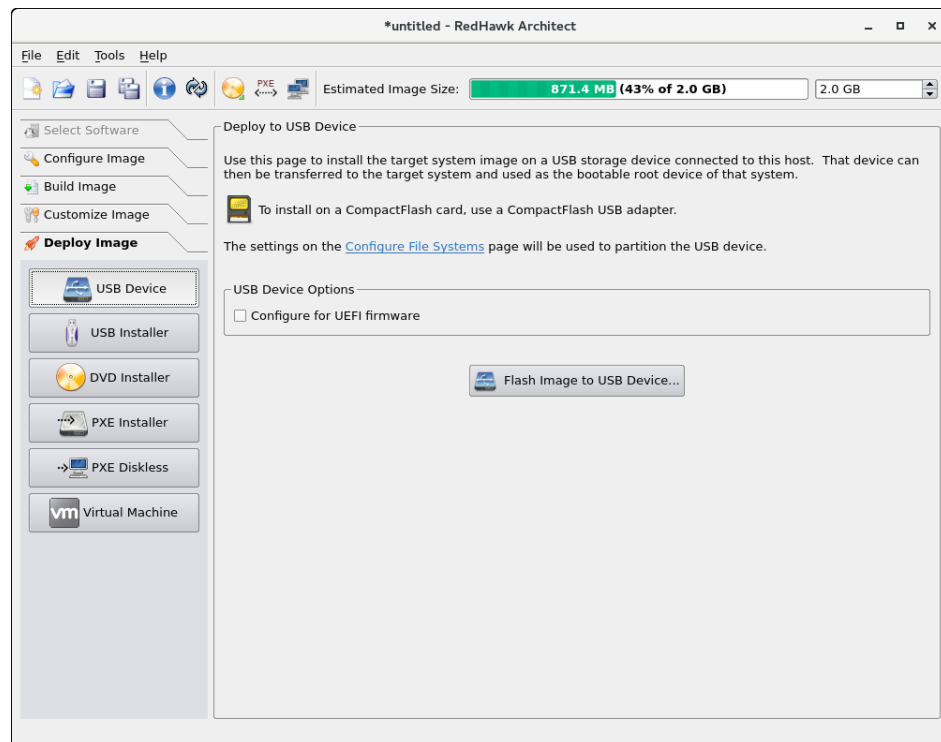 *untitled - RedHawk Architect
File Edit Tools Help
PXE
Estimated Image Size:
871.4 MB (43% of 2.0 GB)
2.0 GB
Select Software
Configure Image
Build Image
Customize Image
Deploy Image
USB Device
USB Installer
DVD Installer
PXE Installer
PXE Diskless
vm Virtual Machine
Deploy to USB Device
Use this page to install the target system image on a USB storage device connected to this host. That device can
then be transferred to the target system and used as the bootable root device of that system.
To install on a CompactFlash card, use a CompactFlash USB adapter.
The settings on the Configure File Systems page will be used to partition the USB device.
USB Device Options
Configure for UEFI firmware
Flash Image to USB Device...